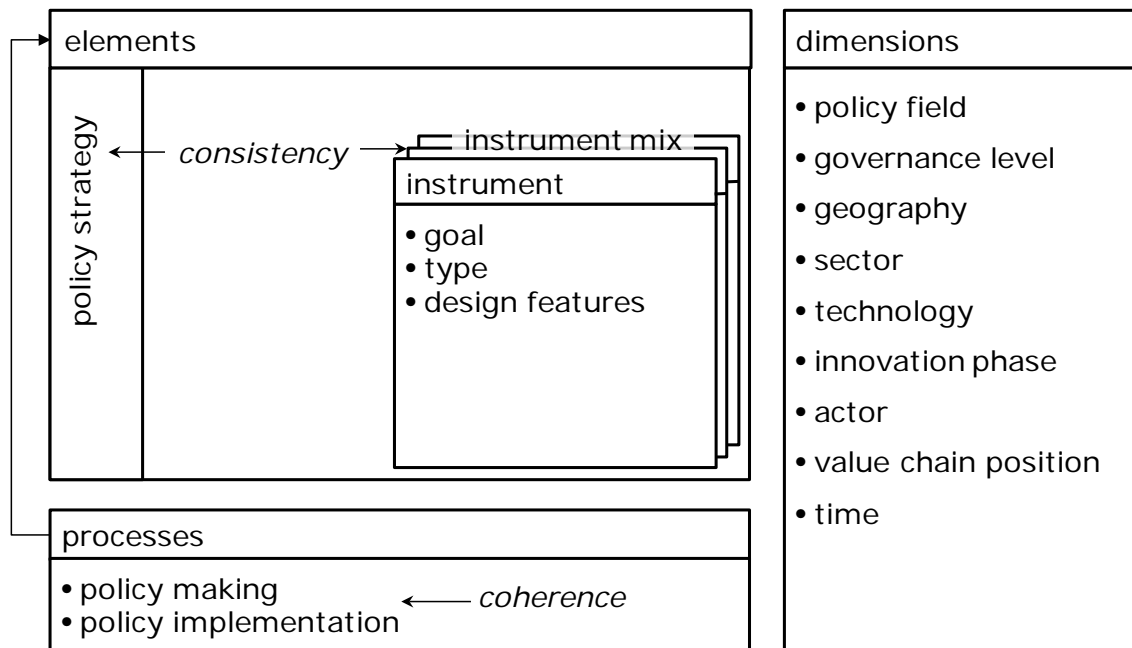 elements
policy strategy
consistency
instrument mix
instrument
• goal
• type
• design features
processes
• policy making
• policy implementation
coherence
dimensions
• policy field
• governance level
• geography
• sector
• technology
• innovation phase
• actor
• value chain position
• time